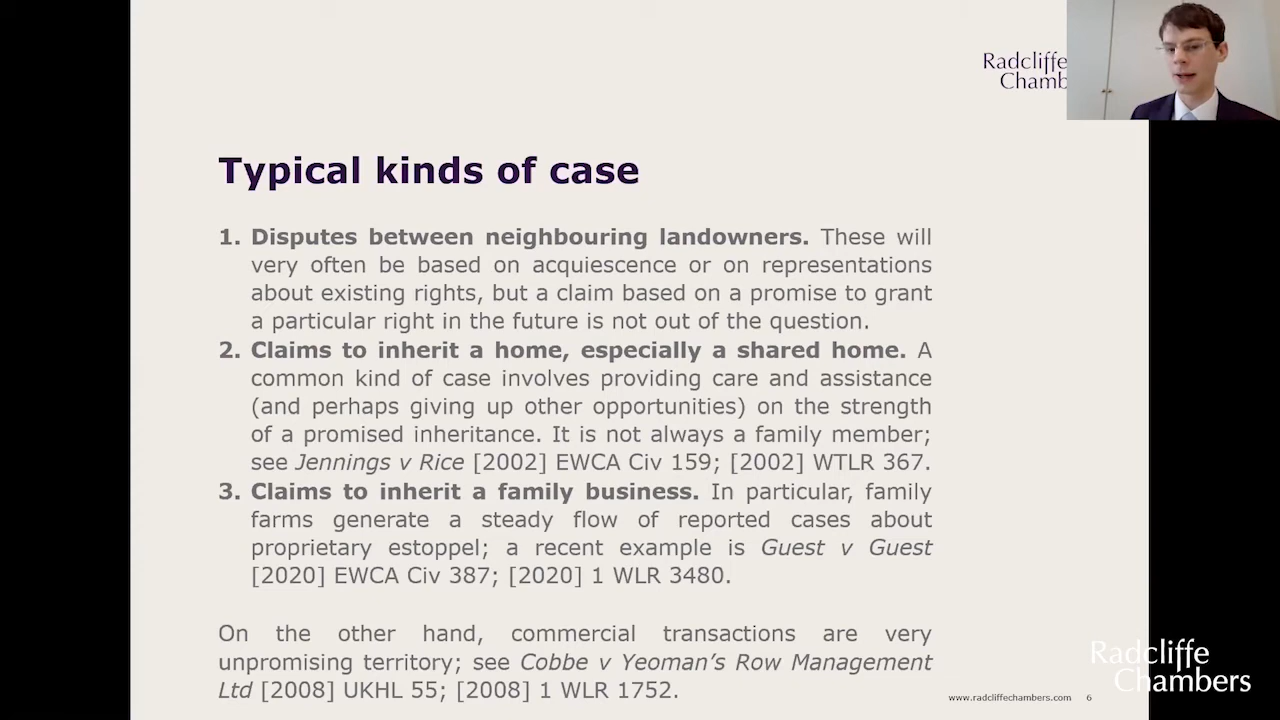 Radcliffe
Chamb
Typical kinds of case
1. Disputes between neighbouring landowners. These will
very often be based on acquiescence or on representations
about existing rights, but a claim based on a promise to grant
a particular right in the future is not out of the question.
2. Claims to inherit a home, especially a shared home. A
common kind of case involves providing care and assistance
(and perhaps giving up other opportunities) on the strength
of a promised inheritance. It is not always a family member;
see Jennings v Rice [2002] EWCA Civ 159; [2002] WTLR 367.
3. Claims to inherit a family business. In particular, family
farms generate a steady flow of reported cases about
proprietary estoppel; a recent example is Guest v Guest
[2020] EWCA Civ 387; [2020] 1 WLR 3480.
On the other hand, commercial transactions are very
unpromising territory; see Cobbe v Yeoman’s Row Management
Ltd [2008] UKHL 55; [2008] 1 WLR 1752.
www.radcliffechambers.com 6
Radcliffe
Chambers